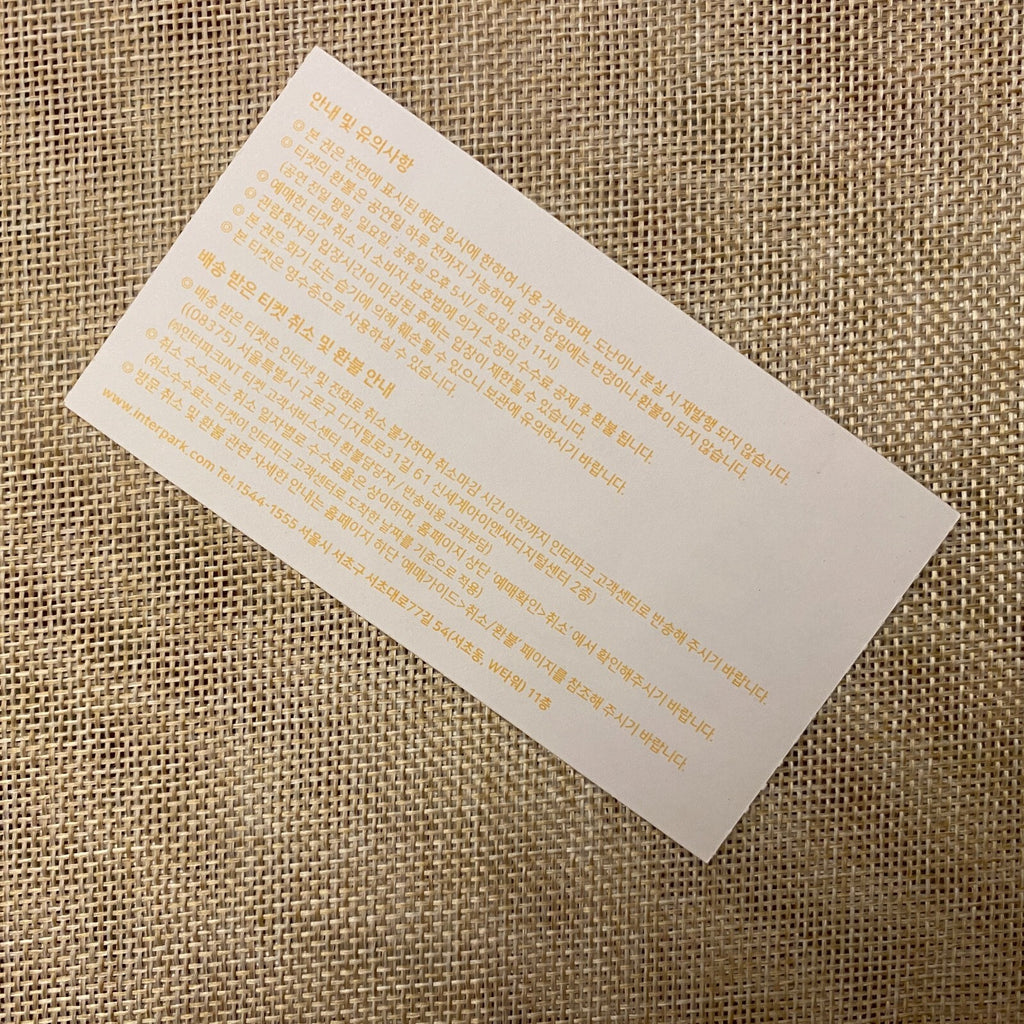 안내 및 유의사항
◎ 본 권은 전면에 표시된 해당 일시에 한하여 사용 가능하며, 도난이나 분실 시 재발행 되지 않습니다.
◎ 티켓의 환불은 공연일 하루 전까지 가능하며, 공연 당일에는 변경이나 환불이 되지 않습니다.
(공연 전일 평일 일요일 공휴일 오후 5시/ 토요일 오전 11시)
◎ 예매한 티켓 취소 시 소비자 보호법에 의거 소정의 수수료 공제 후 환불 됩니다.
◎ 관람회차의 입장시간이 마감된 후에는 입장이 제한될 수 있습니다.
◎ 본 권은 화기 또는 습기에 의해 훼손될 수 있으니 보관에 유의하시기 바랍니다.
◎ 본 티켓은 영수증으로 사용하실 수 있습니다.
배송 받은 티켓 취소 및 환불 안내
◎ 배송 받은 티켓은 인터넷 및 전화로 취소 불가하며 취소마감 시간 이전까지 인터파크 고객센터로 반송해 주시기 바랍니다.
((08375) 서울특별시 구로구 디지털로31길 61 신세계아이앤씨디지털센터 2층)
㈜인터파크INT 티켓 고객서비스센터 환불담당자 / 반송비용 고객부담)
◎ 취소 수수료는 취소 일자별로 수수료율은 상이하며, 홈페이지 상단 '예매확인>취소' 에서 확인해주시기 바랍니다.
(취소수수료는 티켓이 인터파크 고객센터로 도착한 날짜를 기준으로 적용)
◎ 방문 취소 및 환불 관련 자세한 안내는 홈페이지 하단 '예매가이드>취소/환불' 페이지를 참조해 주시기 바랍니다.
www.interpark.com Tel.1544-1555 서울시 서초구 서초대로77길 54(서초동, W타워) 11층